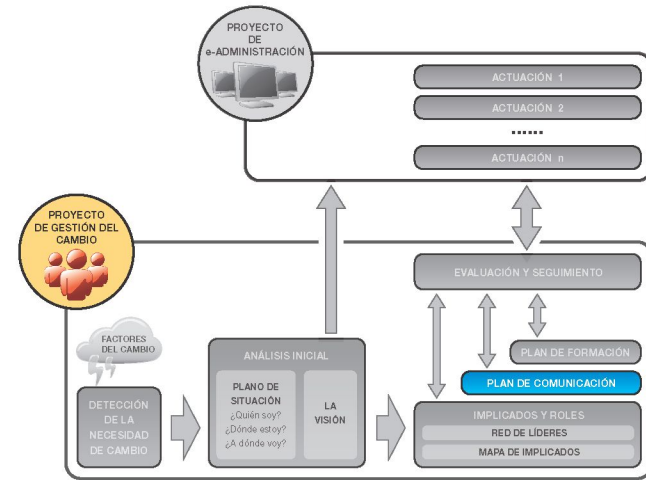 PROYECTO
DE
e-ADMINISTRACIÓN
ACTUACIÓN 1
ACTUACIÓN 2
......
ACTUACIÓN n
PROYECTO
DE GESTIÓN DEL
CAMBIO
EVALUACIÓN Y SEGUIMIENTO
FACTORES
DEL CAMBIO
DETECCIÓN
DE LA
NECESIDAD
DE CAMBIO
ANÁLISIS INICIAL
PLANO DE
SITUACIÓN
¿Quién soy?
¿Dónde estoy?
¿A dónde voy?
LA
VISIÓN
PLAN DE FORMACIÓN
PLAN DE COMUNICACIÓN
IMPLICADOS Y ROLES
RED DE LÍDERES
MAPA DE IMPLICADOS